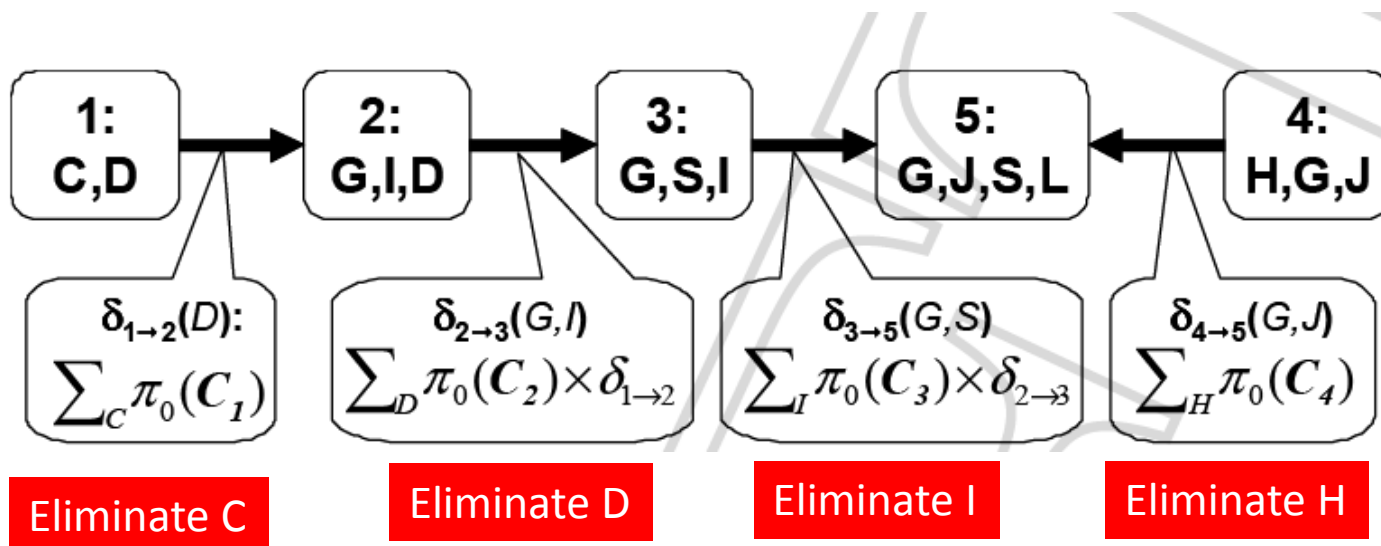 1:
C,D
2:
G,I,D
3:
G,S,I
5:
G,J,S,L
4:
H,G,J
δ1→2(D):
∑C π0(C1)
δ2→3(G,I)
∑D π0(C2)×δ1→2
δ3→5(G,S)
∑I π0(C3)×δ2→3
δ4→5(G,J)
∑H π0(C4)
Eliminate C
Eliminate D
Eliminate I
Eliminate H